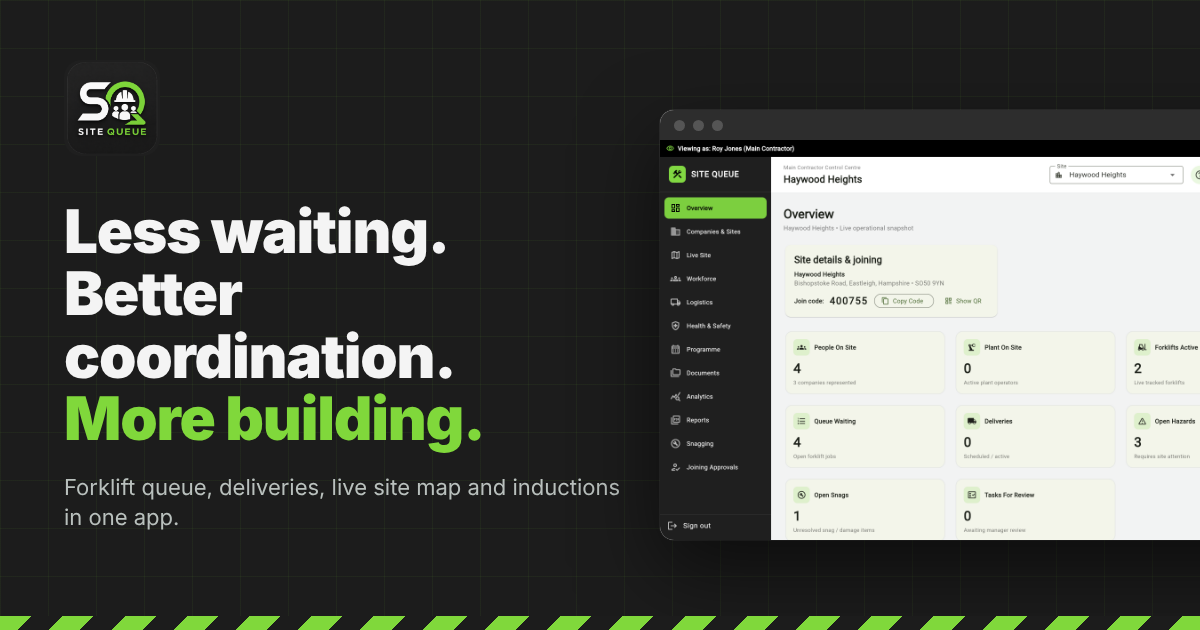 SQ
SITE QUEUE
Less waiting.
Better
coordination.
More building.
Forklift queue, deliveries, live site map and inductions
in one app.
Viewing as: Roy Jones (Main Contractor)
SITE QUEUE
Overview
Companies & Sites
Live Site
Workforce
Logistics
Health & Safety
Programme
Documents
Analytics
Reports
Snagging
Joining Approvals
Sign out
Main Contractor Control Centre
Haywood Heights
Site
Haywood Heights
Overview
Haywood Heights • Live operational snapshot
Site details & joining
Haywood Heights
Bishopstoke Road, Eastleigh, Hampshire • SO50 9YN
Join code: 400755 Copy Code Show QR
People On Site
4
3 companies represented
Plant On Site
0
Active plant operators
Forklifts Active
2
Live tracked forklifts
Queue Waiting
4
Open forklift jobs
Deliveries
0
Scheduled / active
Open Hazards
3
Requires site attention
Open Snags
1
Unresolved snag / damage items
Tasks For Review
0
Awaiting manager review